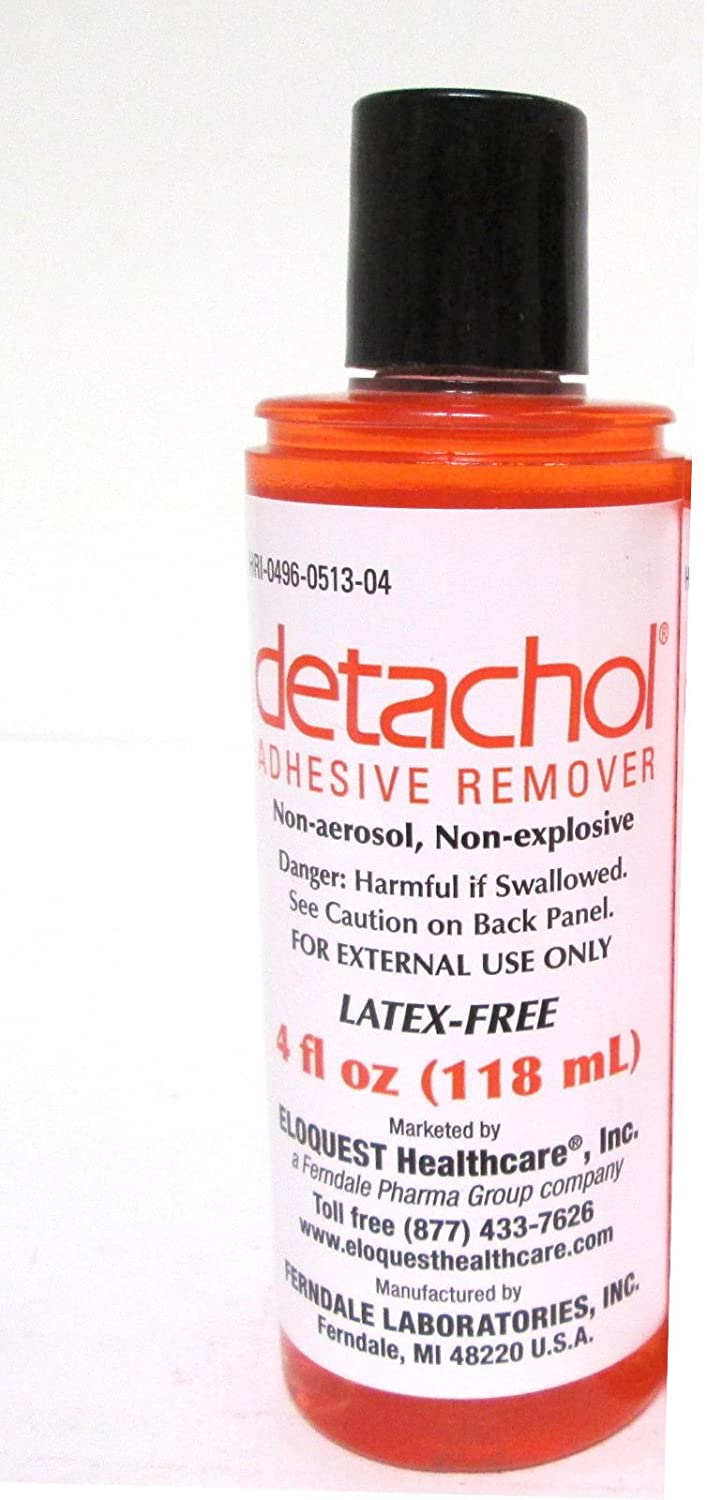 HRI-0496-0513-04
detachol®
ADHESIVE REMOVER
Non-aerosol, Non-explosive
Danger: Harmful if Swallowed.
See Caution on Back Panel.
FOR EXTERNAL USE ONLY
LATEX-FREE
4 fl oz (118 mL)
Marketed by
ELOQUEST Healthcare®, Inc.
a Ferndale Pharma Group company
Toll free (877) 433-7626
www.eloquesthealthcare.com
Manufactured by
FERNDALE LABORATORIES, INC.
Ferndale, MI 48220 U.S.A.